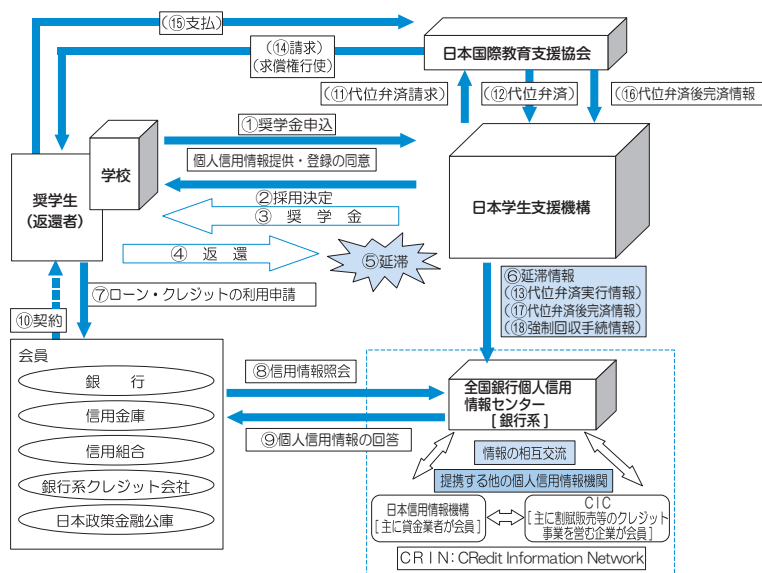 (⑮支払)
(⑭請求)
(求償権行使)
日本国際教育支援協会
(⑪代位弁済請求)
(⑫代位弁済)
(⑯代位弁済後完済情報)
①奨学金申込
個人信用情報提供・登録の同意
学校
奨学生
(返還者)
②採用決定
③ 奨 学 金
日本学生支援機構
④ 返 還
⑤延滞
⑥延滞情報
(⑬代位弁済実行情報)
(⑰代位弁済後完済情報)
(⑱強制回収手続情報)
⑦ローン・クレジットの利用申請
⑩契約
会員
銀 行
信用金庫
信用組合
銀行系クレジット会社
日本政策金融公庫
⑧信用情報照会
⑨個人信用情報の回答
全国銀行個人信用
情報センター
[ 銀行系 ]
情報の相互交流
提携する他の個人信用情報機関
日本信用情報機構
[ 主に貸金業者が会員 ]
CIC
[ 主に割賦販売等のクレジット
事業を営む企業が会員 ]
CRIN:CRedit Information Network